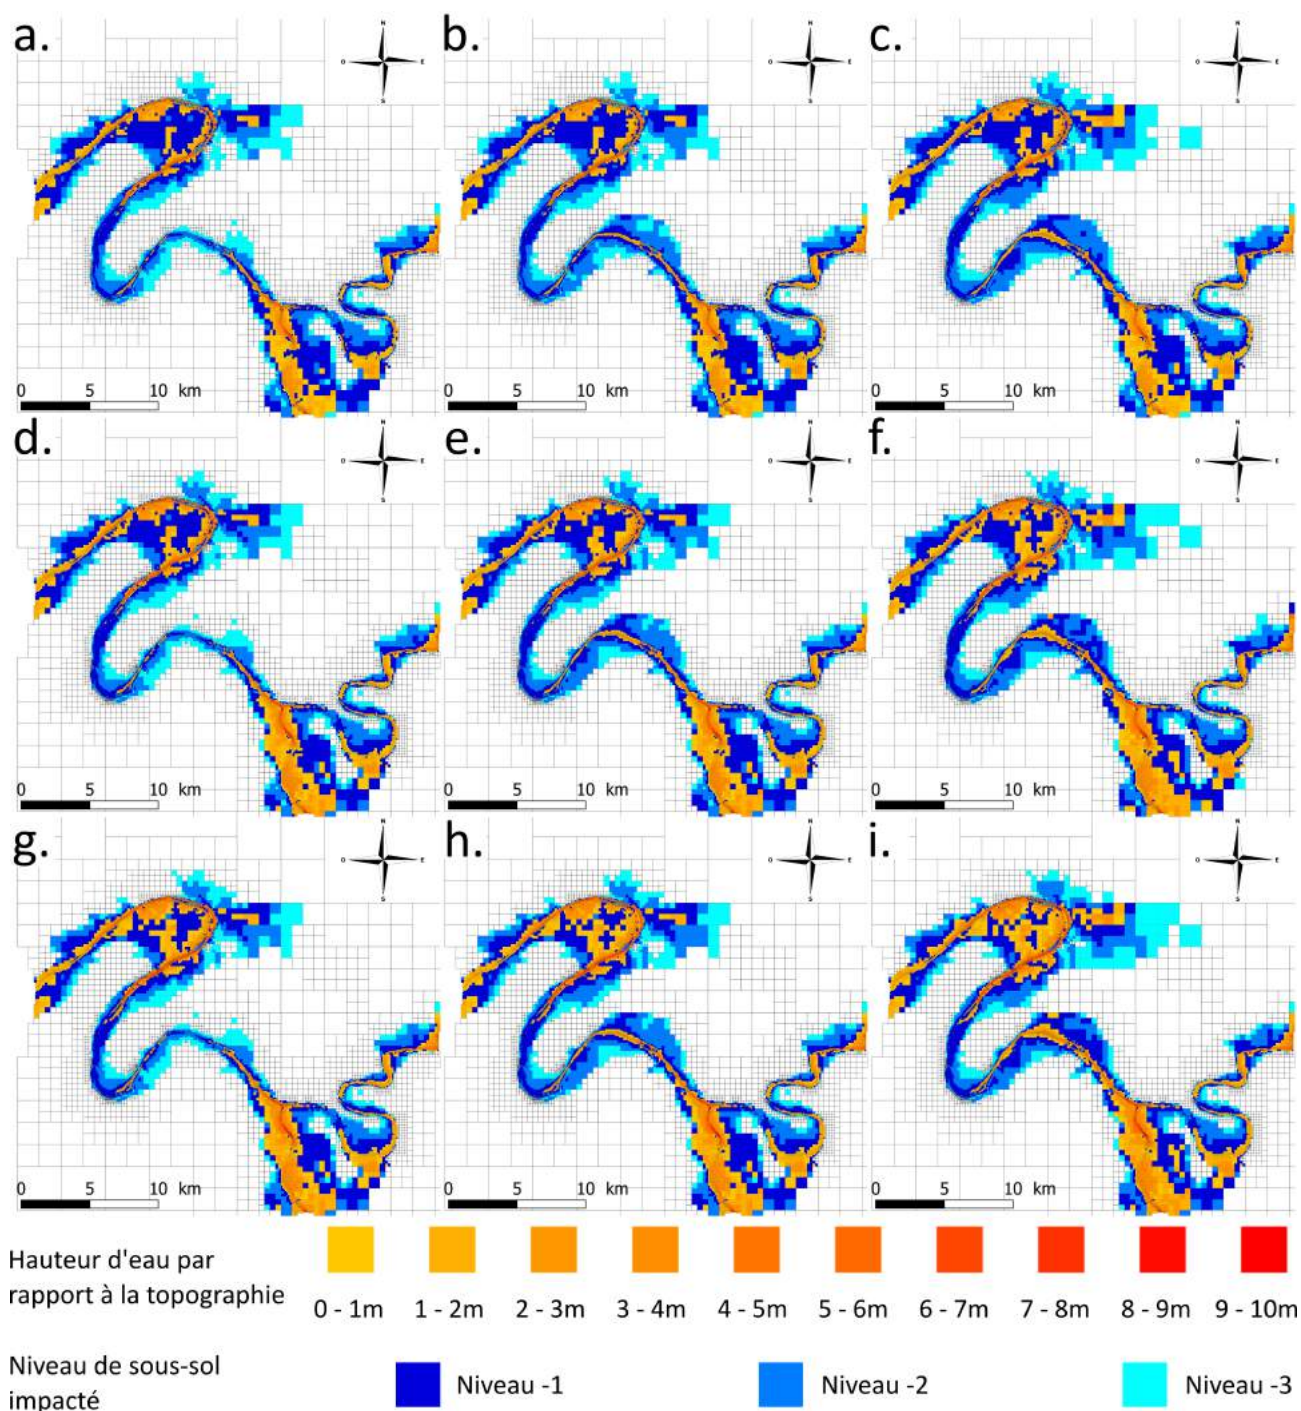 a.
b.
c.
N
O
E
S
N
O
E
S
N
O
E
S
0 5 10 km
0 5 10 km
0 5 10 km
d.
e.
f.
N
O
E
S
N
O
E
S
N
O
E
S
0 5 10 km
0 5 10 km
0 5 10 km
g.
h.
i.
N
O
E
S
N
O
E
S
N
O
E
S
0 5 10 km
0 5 10 km
0 5 10 km
Hauteur d'eau par
rapport à la topographie
0 - 1m 1 - 2m 2 - 3m 3 - 4m 4 - 5m 5 - 6m 6 - 7m 7 - 8m 8 - 9m 9 - 10m
Niveau de sous-sol
impacté
Niveau -1 Niveau -2 Niveau -3